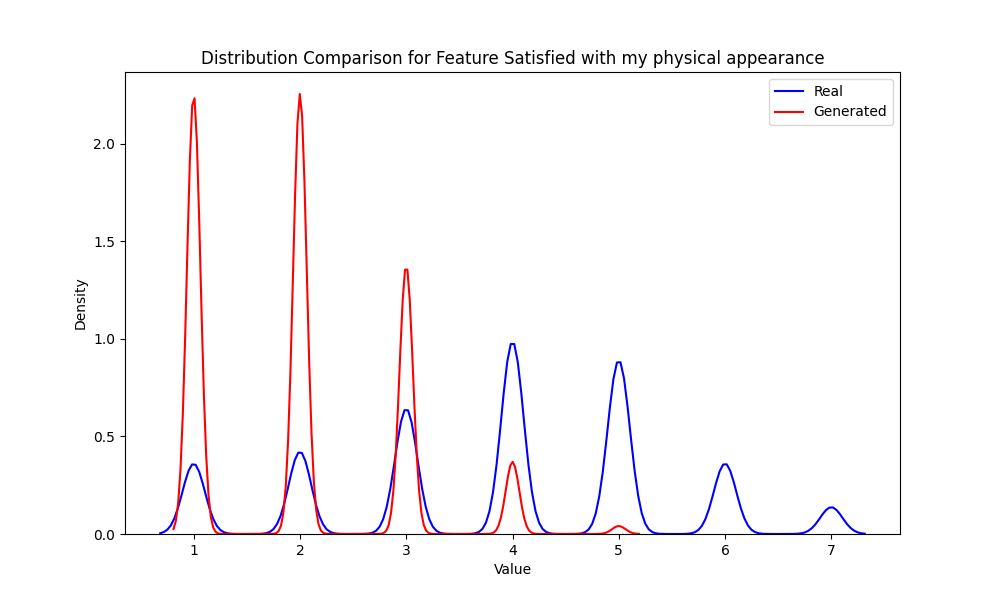 Distribution Comparison for Feature Satisfied with my physical appearance
Real
Generated
2.0
1.5
1.0
0.5
0.0
Density
1 2 3 4 5 6 7
Value